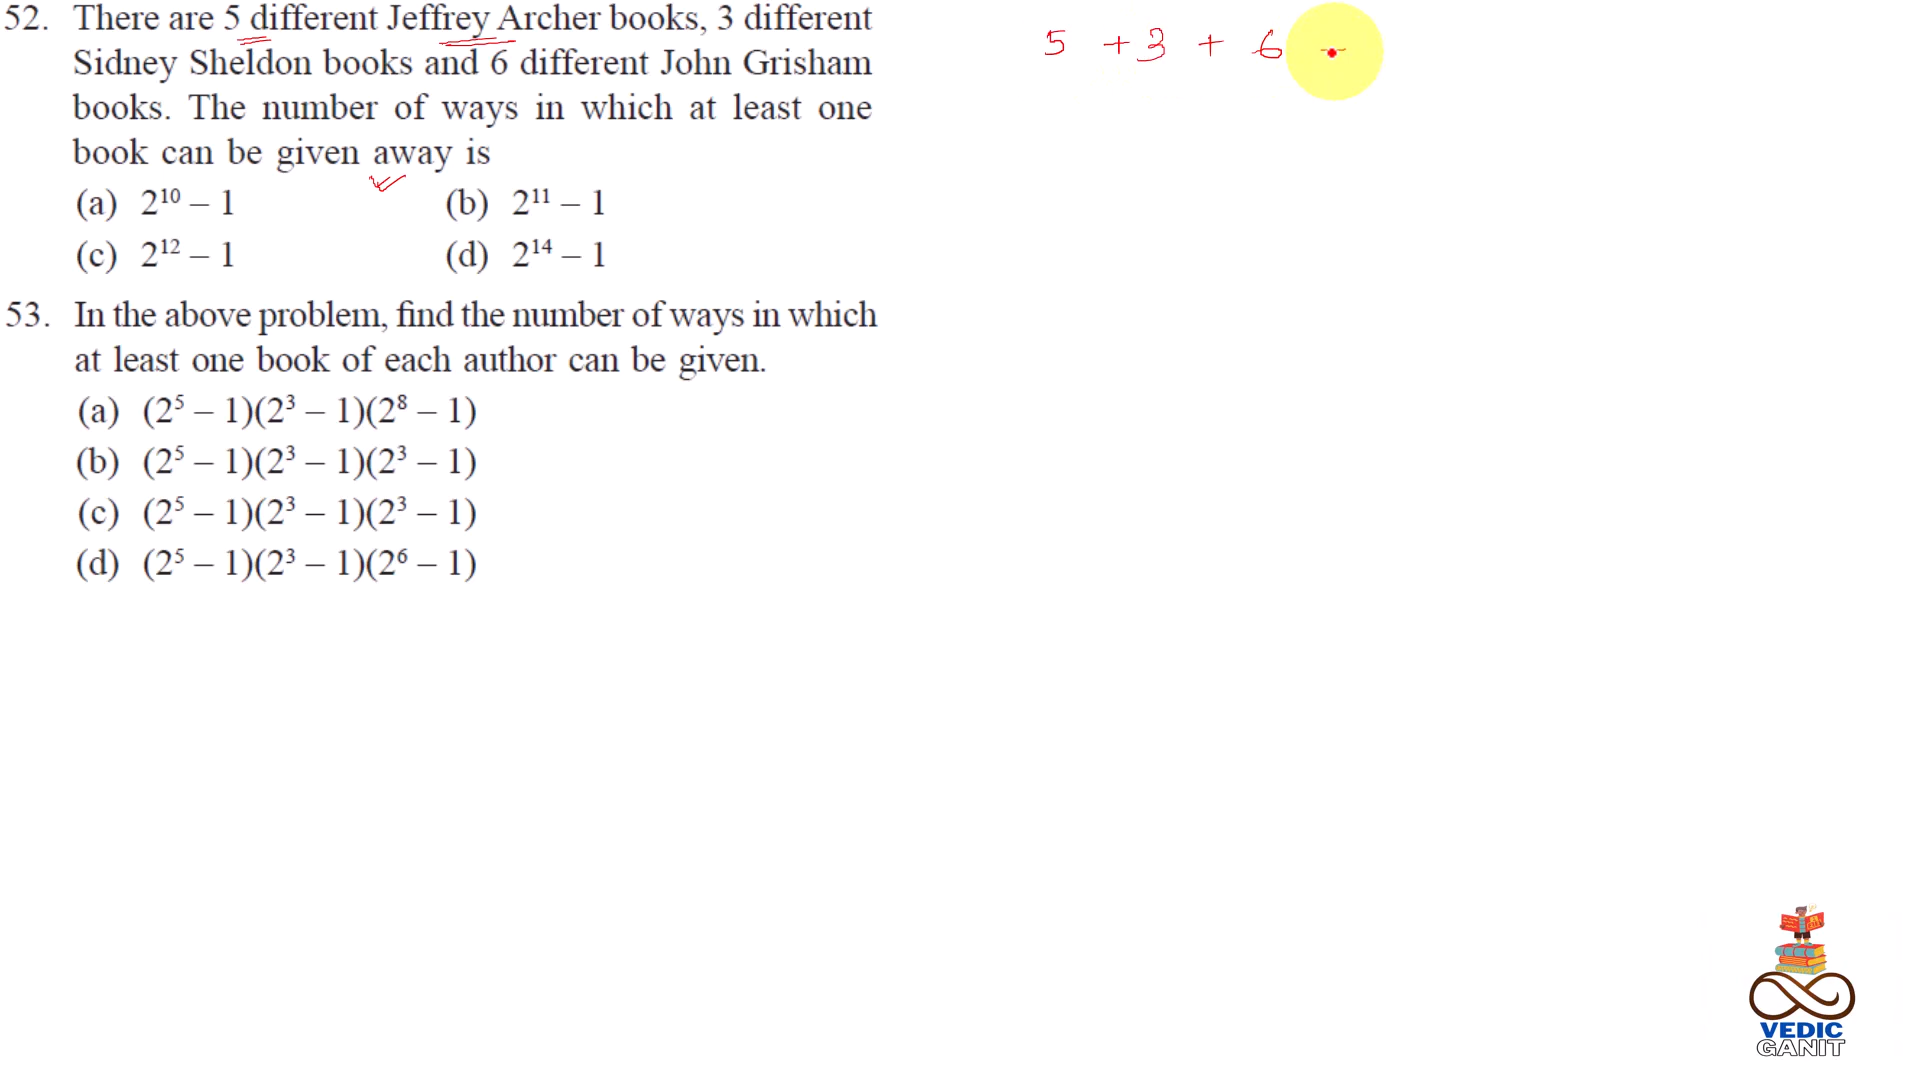 52. There are 5 different Jeffrey Archer books, 3 different
Sidney Sheldon books and 6 different John Grisham
books. The number of ways in which at least one
book can be given away is
(a) 2¹⁰ – 1 (b) 2¹¹ – 1
(c) 2¹² – 1 (d) 2¹⁴ – 1
53. In the above problem, find the number of ways in which
at least one book of each author can be given.
(a) (2⁵ – 1)(2³ – 1)(2⁸ – 1)
(b) (2⁵ – 1)(2³ – 1)(2³ – 1)
(c) (2⁵ – 1)(2³ – 1)(2³ – 1)
(d) (2⁵ – 1)(2³ – 1)(2⁶ – 1)
5 + 3 + 6
VEDIC
GANIT